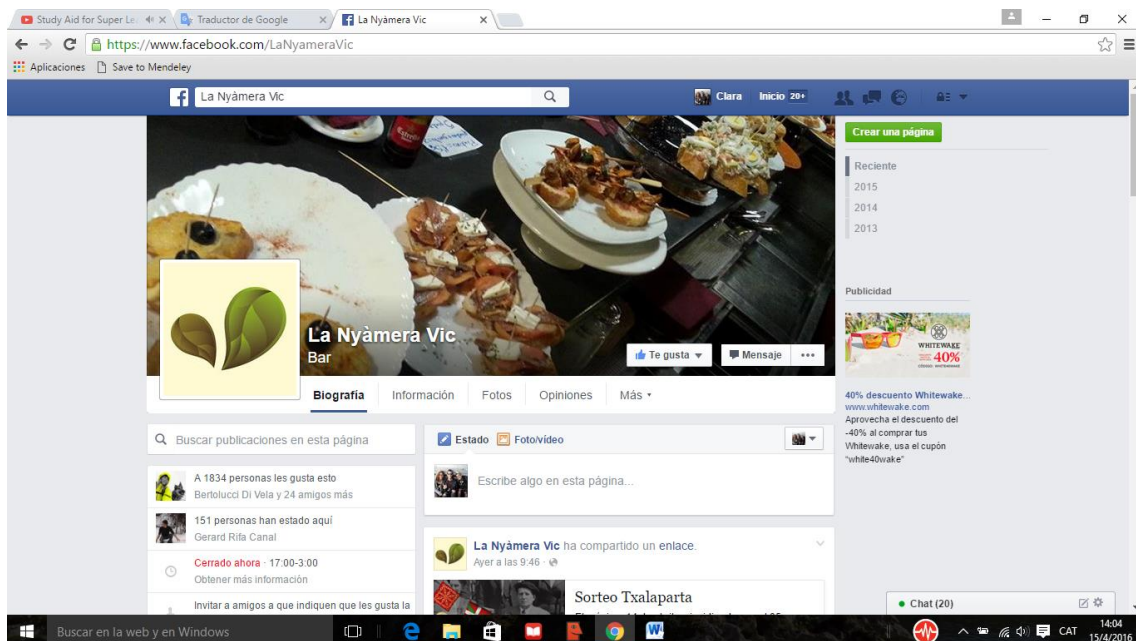 Study Aid for Super Le
Traductor de Google
La Nyàmera Vic
https://www.facebook.com/LaNyameraVic
Aplicaciones
Save to Mendeley
La Nyàmera Vic
Clara
Inicio 20+
Crear una página
Reciente
2015
2014
2013
Estrella
La Nyàmera Vic
Bar
Te gusta
Mensaje
Biografía
Información
Fotos
Opiniones
Más
Publicidad
WHITEWAKE
40%
40% descuento Whitewake...
www.whitewake.com
Aprovecha el descuento del
-40% al comprar tus
Whitewake, usa el cupón
"white40wake"
Buscar publicaciones en esta página
A 1834 personas les gusta esto
Bertolucci Di Vela y 24 amigos más
151 personas han estado aquí
Gerard Rifa Canal
Cerrado ahora · 17:00-3:00
Obtener más información
Invitar a amigos a que indiquen que les gusta la
Estado
Foto/vídeo
Escribe algo en esta página...
La Nyàmera Vic ha compartido un enlace.
Ayer a las 9:46
Sorteo Txalaparta
Chat (20)
Buscar en la web y en Windows
CAT
14:04
15/4/2016